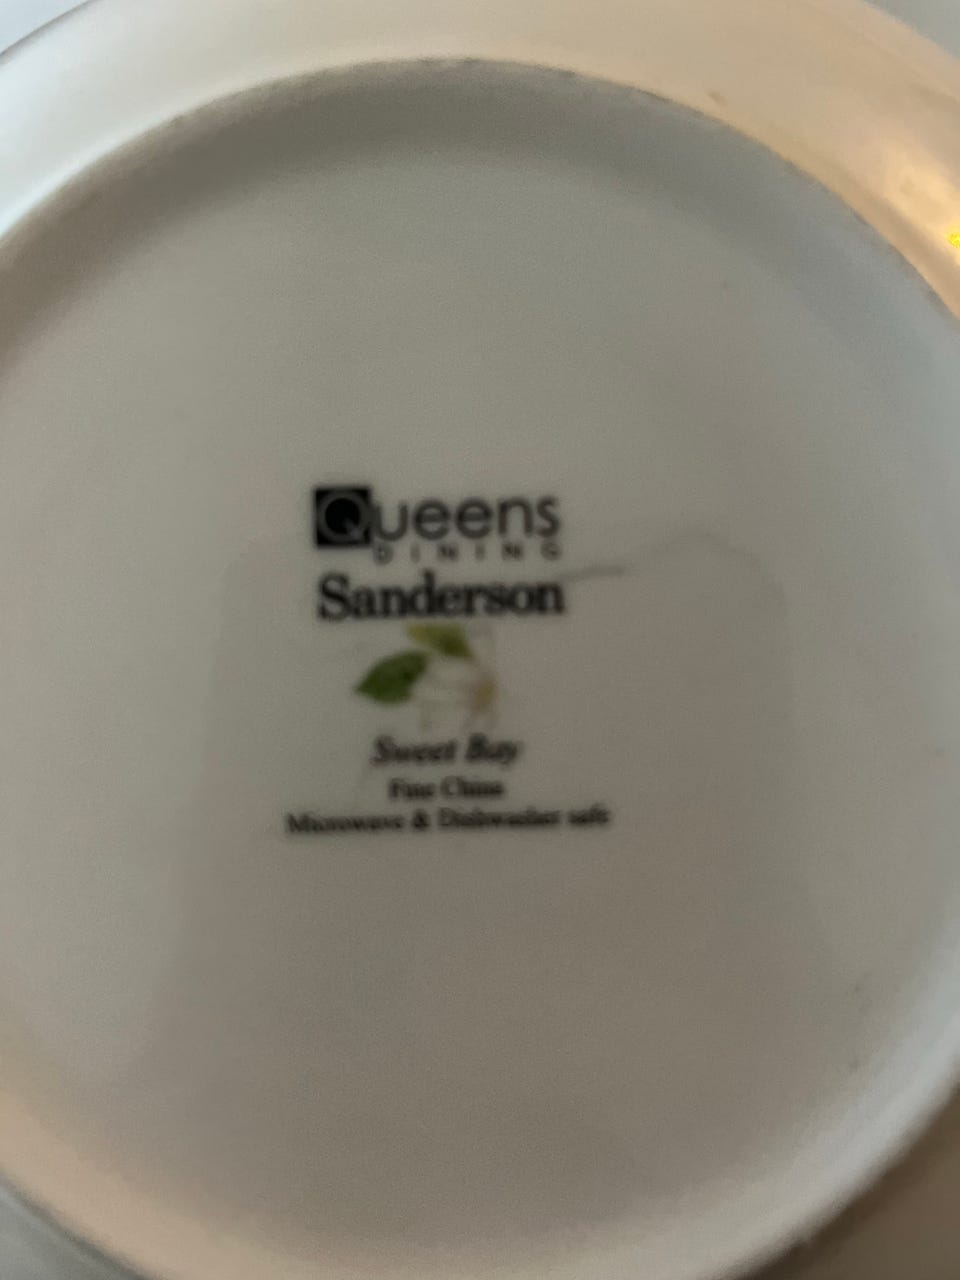 Queens
DINING
Sanderson
Sweet Bay
Fine China
Microwave & Dishwasher safe